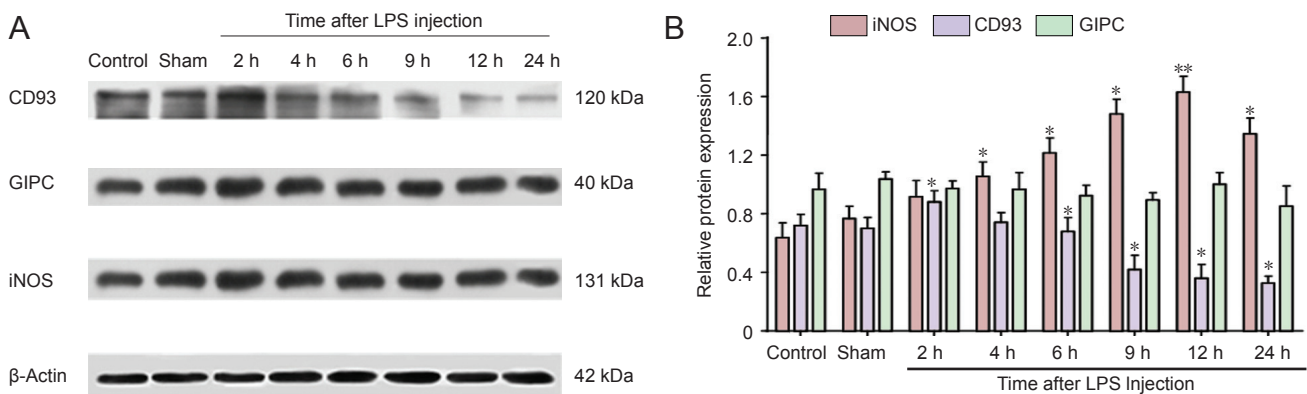 A
Time after LPS injection
Control Sham 2 h 4 h 6 h 9 h 12 h 24 h
CD93 120 kDa
GIPC 40 kDa
iNOS 131 kDa
β-Actin 42 kDa
B
iNOS CD93 GIPC
Relative protein expression
2.0
1.6
1.2
0.8
0.4
0
* * * * * * ** * * *
Control Sham 2 h 4 h 6 h 9 h 12 h 24 h
Time after LPS Injection